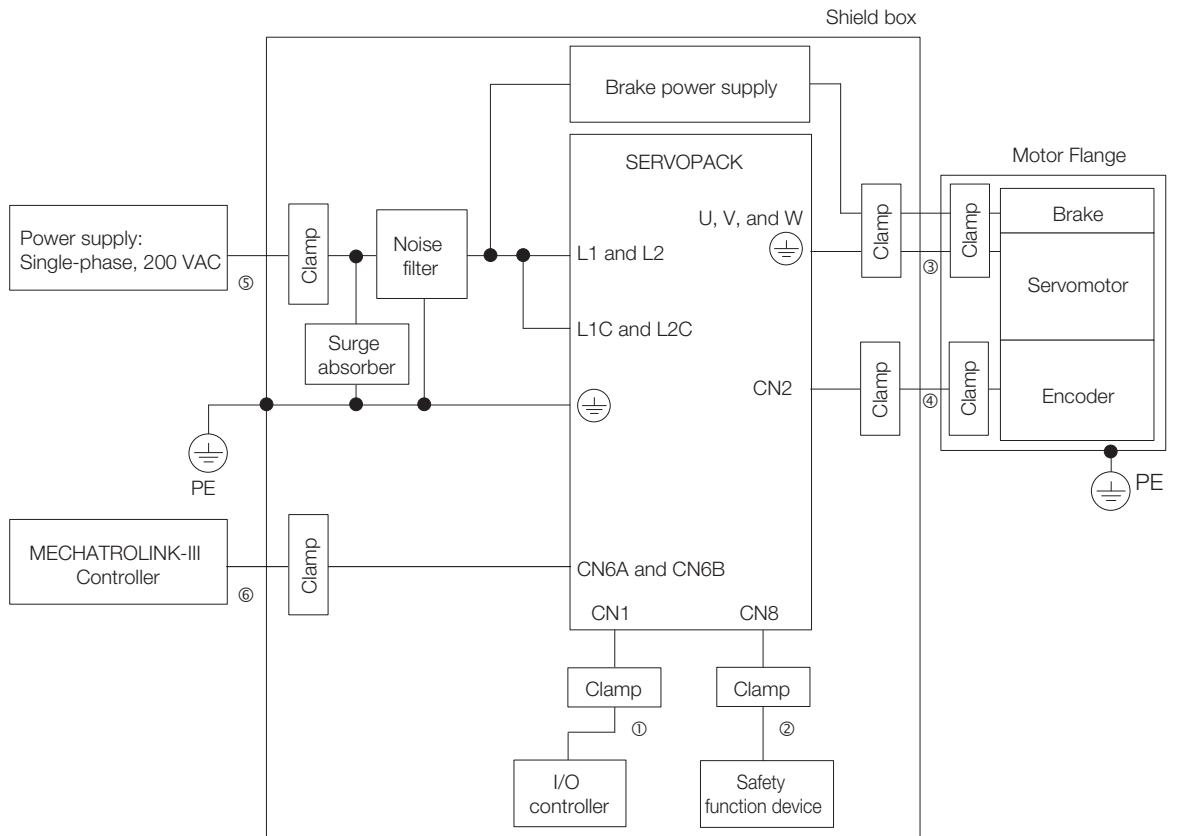 Shield box
Brake power supply
SERVOPACK
Motor Flange
Power supply:
Single-phase, 200 VAC
⑤
Clamp
Noise
filter
L1 and L2
U, V, and W
Clamp
③
Clamp
Brake
Servomotor
Surge
absorber
L1C and L2C
CN2
Clamp
④
Clamp
Encoder
PE
PE
MECHATROLINK-III
Controller
⑥
Clamp
CN6A and CN6B
CN1
CN8
Clamp
①
Clamp
②
I/O
controller
Safety
function device